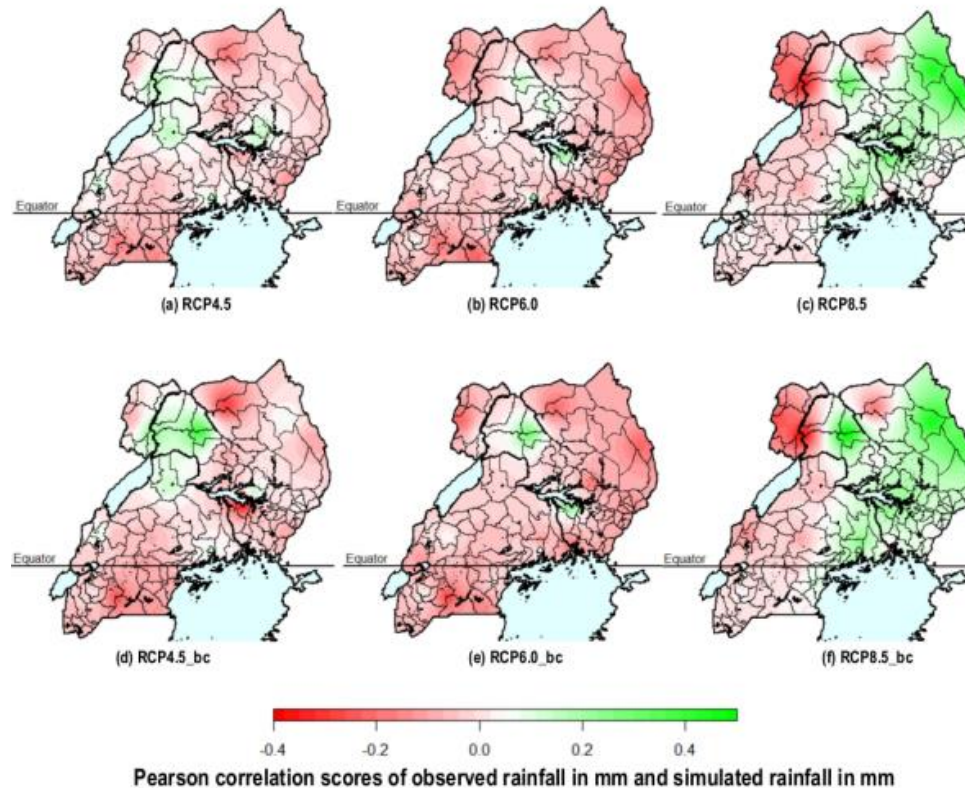 Equator Equator Equator
(a) RCP4.5 (b) RCP6.0 (c) RCP8.5
Equator Equator Equator
(d) RCP4.5_bc (e) RCP6.0_bc (f) RCP8.5_bc
-0.4 -0.2 0.0 0.2 0.4
Pearson correlation scores of observed rainfall in mm and simulated rainfall in mm